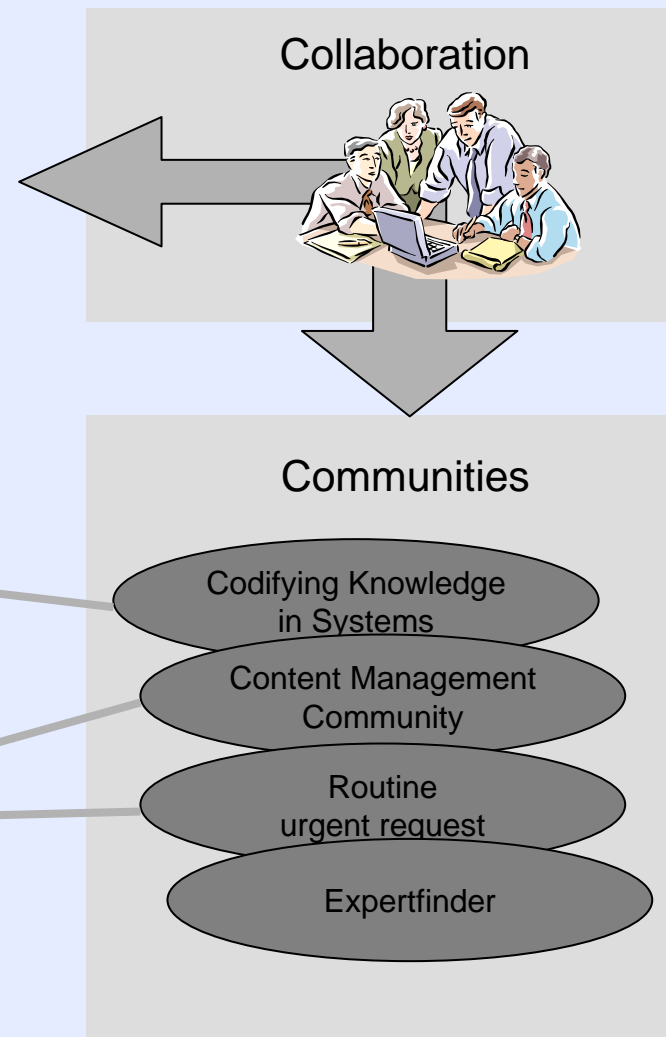 Collaboration
Communities
Codifying Knowledge
in Systems
Content Management
Community
Routine
urgent request
Expertfinder